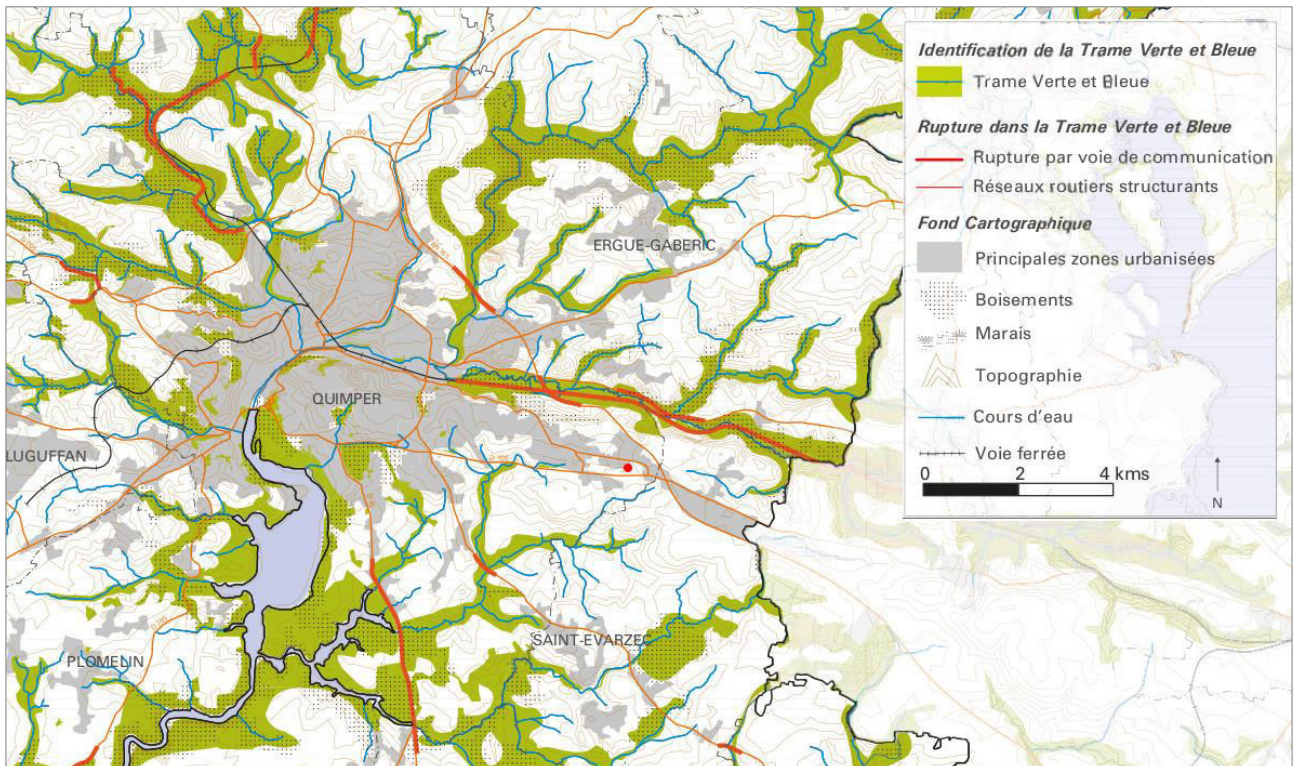 Identification de la Trame Verte et Bleue
Trame Verte et Bleue
Rupture dans la Trame Verte et Bleue
Rupture par voie de communication
Réseaux routiers structurants
Fond Cartographique
Principales zones urbanisées
Boisements
Marais
Topographie
Cours d'eau
Voie ferrée
0 2 4 kms
N
ERGUE-GABERIC
QUIMPER
LUGUFFAN
SAINT-EVARZEC
PLOMELIN